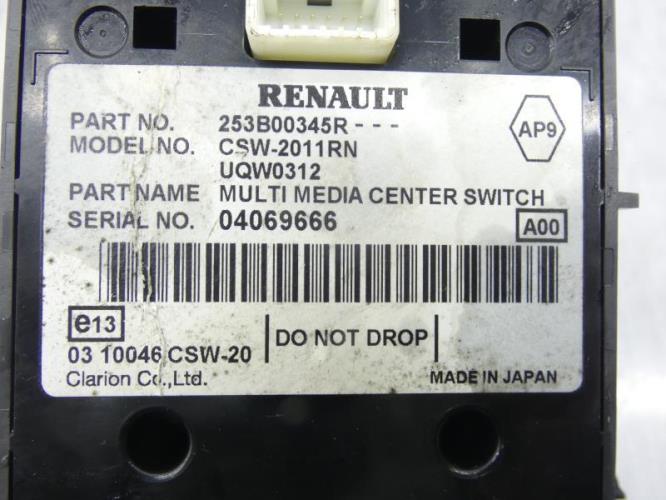 RENAULT
PART NO. 253B00345R---
AP9
MODEL NO. CSW-2011RN
UQW0312
PART NAME MULTI MEDIA CENTER SWITCH
SERIAL NO. 04069666
A00
e13
DO NOT DROP
03 10046 CSW-20
Clarion Co.,Ltd.
MADE IN JAPAN